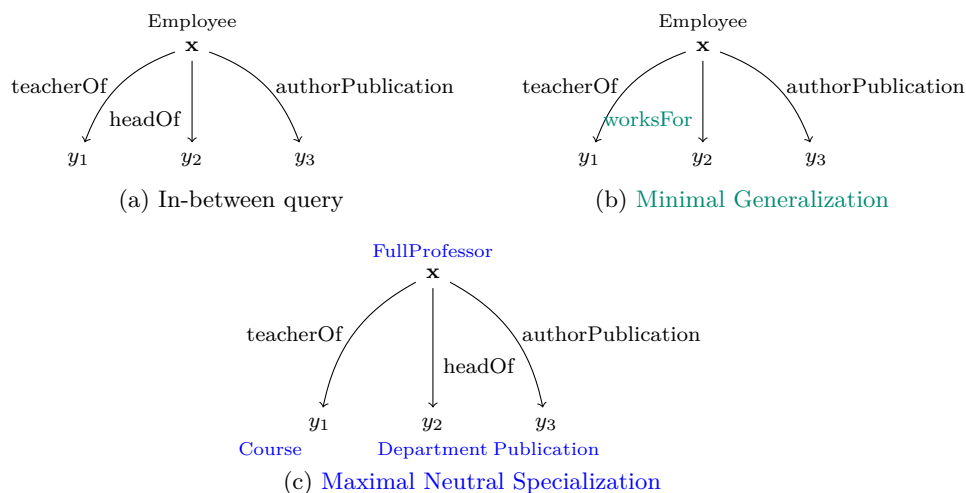 Employee
x
teacherOf
headOf
authorPublication
y1
y2
y3
(a) In-between query
Employee
x
teacherOf
worksFor
authorPublication
y1
y2
y3
(b) Minimal Generalization
FullProfessor
x
teacherOf
authorPublication
headOf
y1
y2
y3
Course
Department
Publication
(c) Maximal Neutral Specialization